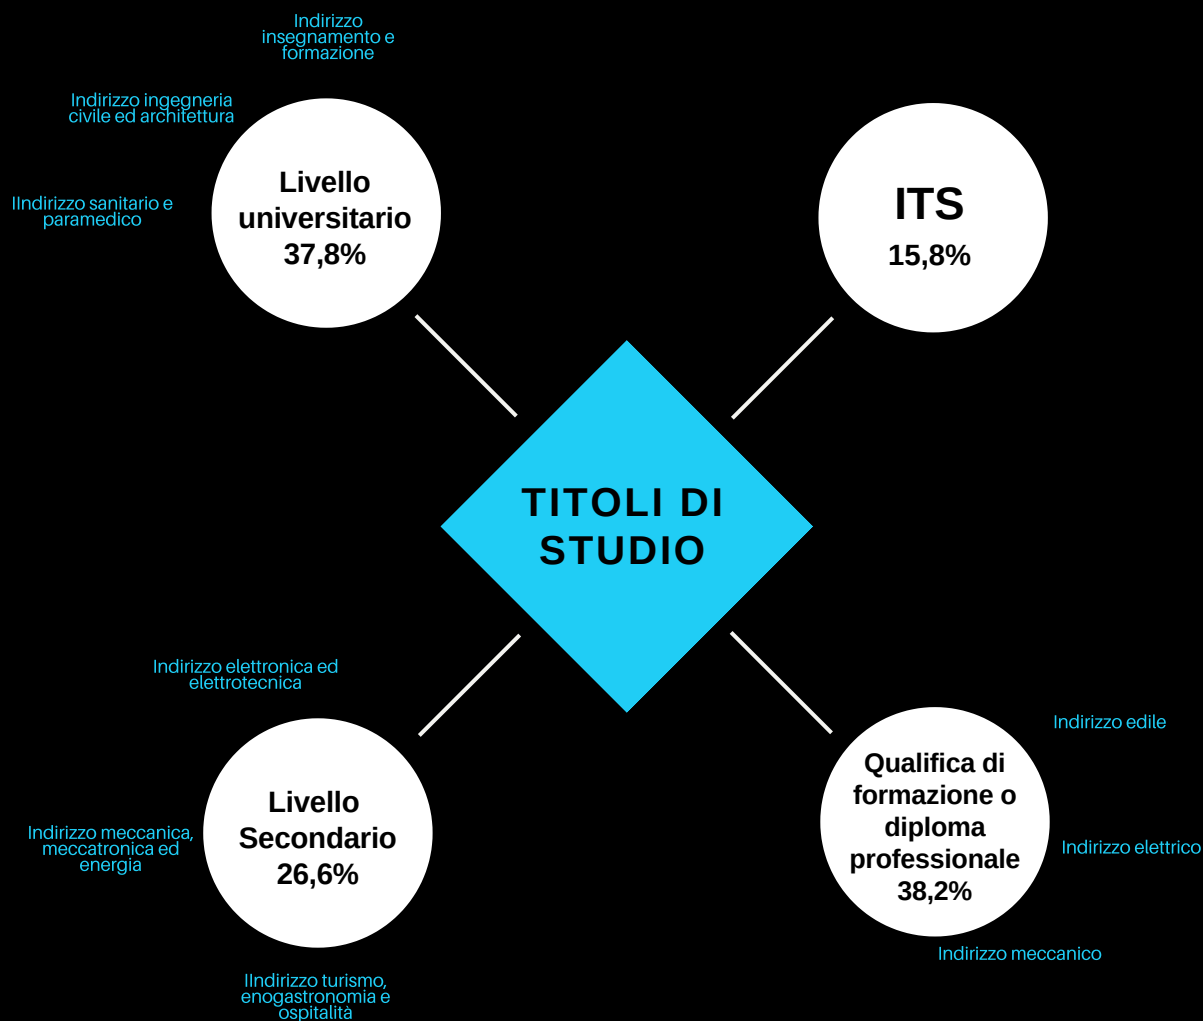 Indirizzo
insegnamento e
formazione
Indirizzo ingegneria
civile ed architettura
IIndirizzo sanitario e
paramedico
Livello
universitario
37,8%
ITS
15,8%
TITOLI DI
STUDIO
Indirizzo elettronica ed
elettrotecnica
Indirizzo meccanica,
meccatronica ed
energia
Livello
Secondario
26,6%
IIndirizzo turismo,
enogastronomia e
ospitalità
Qualifica di
formazione o
diploma
professionale
38,2%
Indirizzo edile
Indirizzo elettrico
Indirizzo meccanico